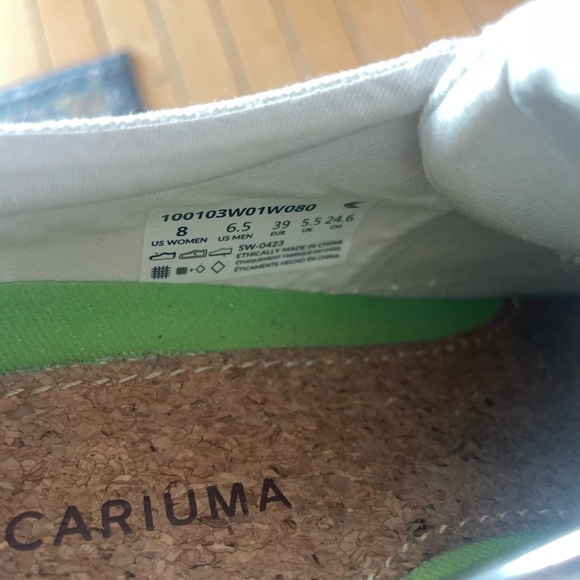 100103W01W080
8 6.5 39 5.5 24.6
US WOMEN US MEN EUR UK CM
SW-0423
ETHICALLY MADE IN CHINA
ÉTHIQUEMENT FABRIQUÉ EN CHINE
ÉTICAMENTE HECHO EN CHINA
CARIUMA